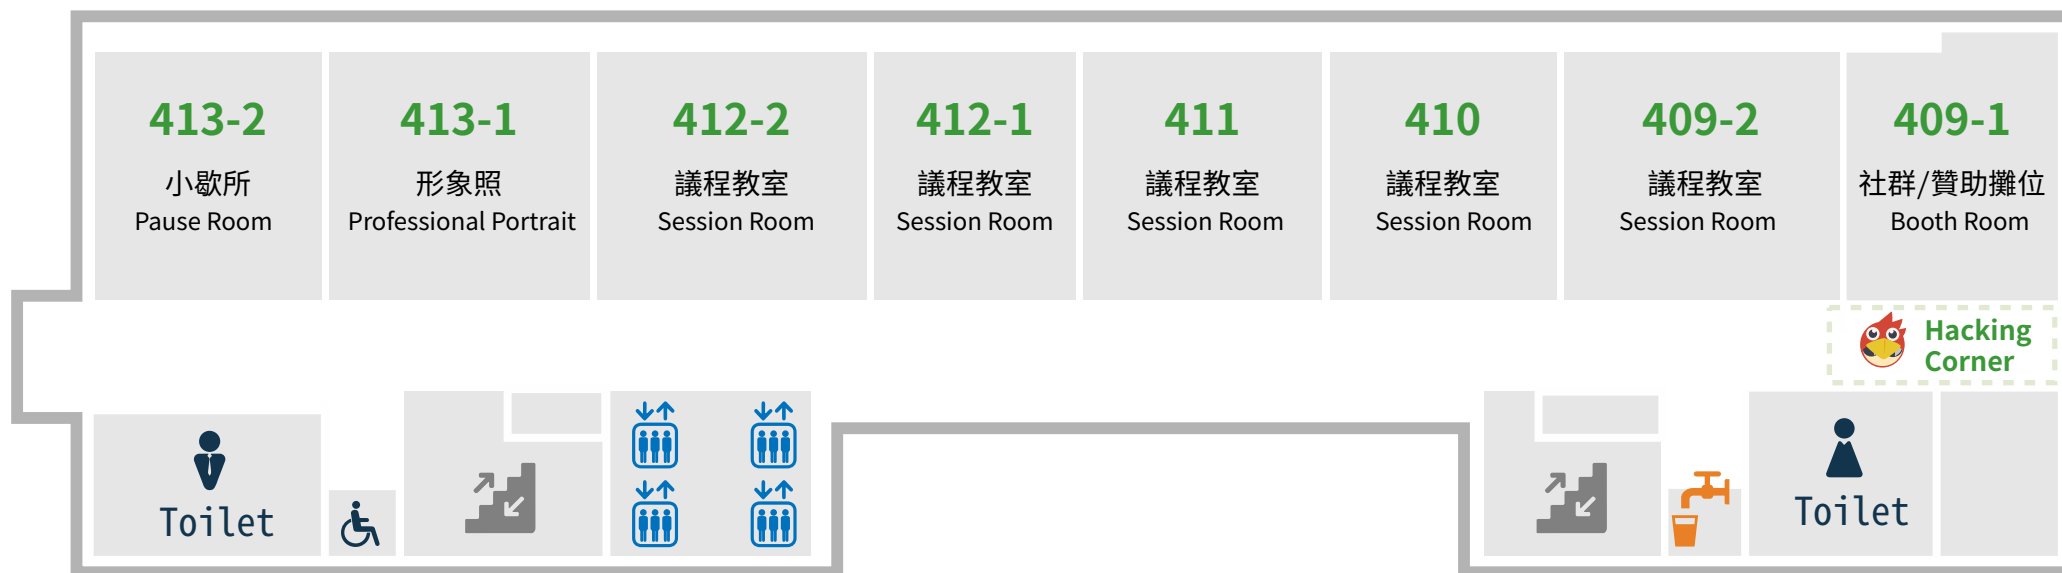 413-2
小歇所
Pause Room
413-1
形象照
Professional Portrait
412-2
議程教室
Session Room
412-1
議程教室
Session Room
411
議程教室
Session Room
410
議程教室
Session Room
409-2
議程教室
Session Room
409-1
社群/贊助攤位
Booth Room
Hacking
Corner
Toilet
Toilet